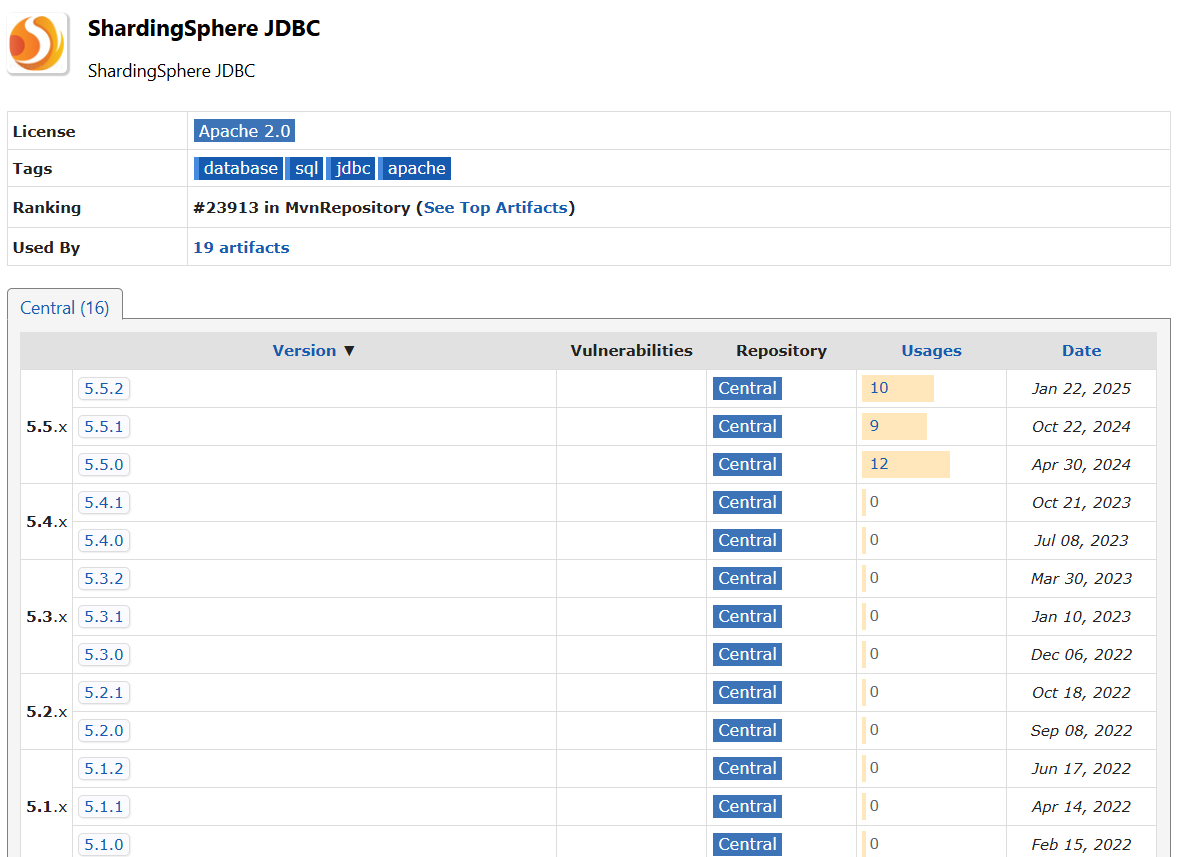 ShardingSphere JDBC
ShardingSphere JDBC
License Apache 2.0
Tags database sql jdbc apache
Ranking #23913 in MvnRepository (See Top Artifacts)
Used By 19 artifacts
Central (16)
Version ▼ Vulnerabilities Repository Usages Date
5.5.2 Central 10 Jan 22, 2025
5.5.x 5.5.1 Central 9 Oct 22, 2024
5.5.0 Central 12 Apr 30, 2024
5.4.1 Central 0 Oct 21, 2023
5.4.x
5.4.0 Central 0 Jul 08, 2023
5.3.2 Central 0 Mar 30, 2023
5.3.x 5.3.1 Central 0 Jan 10, 2023
5.3.0 Central 0 Dec 06, 2022
5.2.1 Central 0 Oct 18, 2022
5.2.x
5.2.0 Central 0 Sep 08, 2022
5.1.2 Central 0 Jun 17, 2022
5.1.x 5.1.1 Central 0 Apr 14, 2022
5.1.0 Central 0 Feb 15, 2022